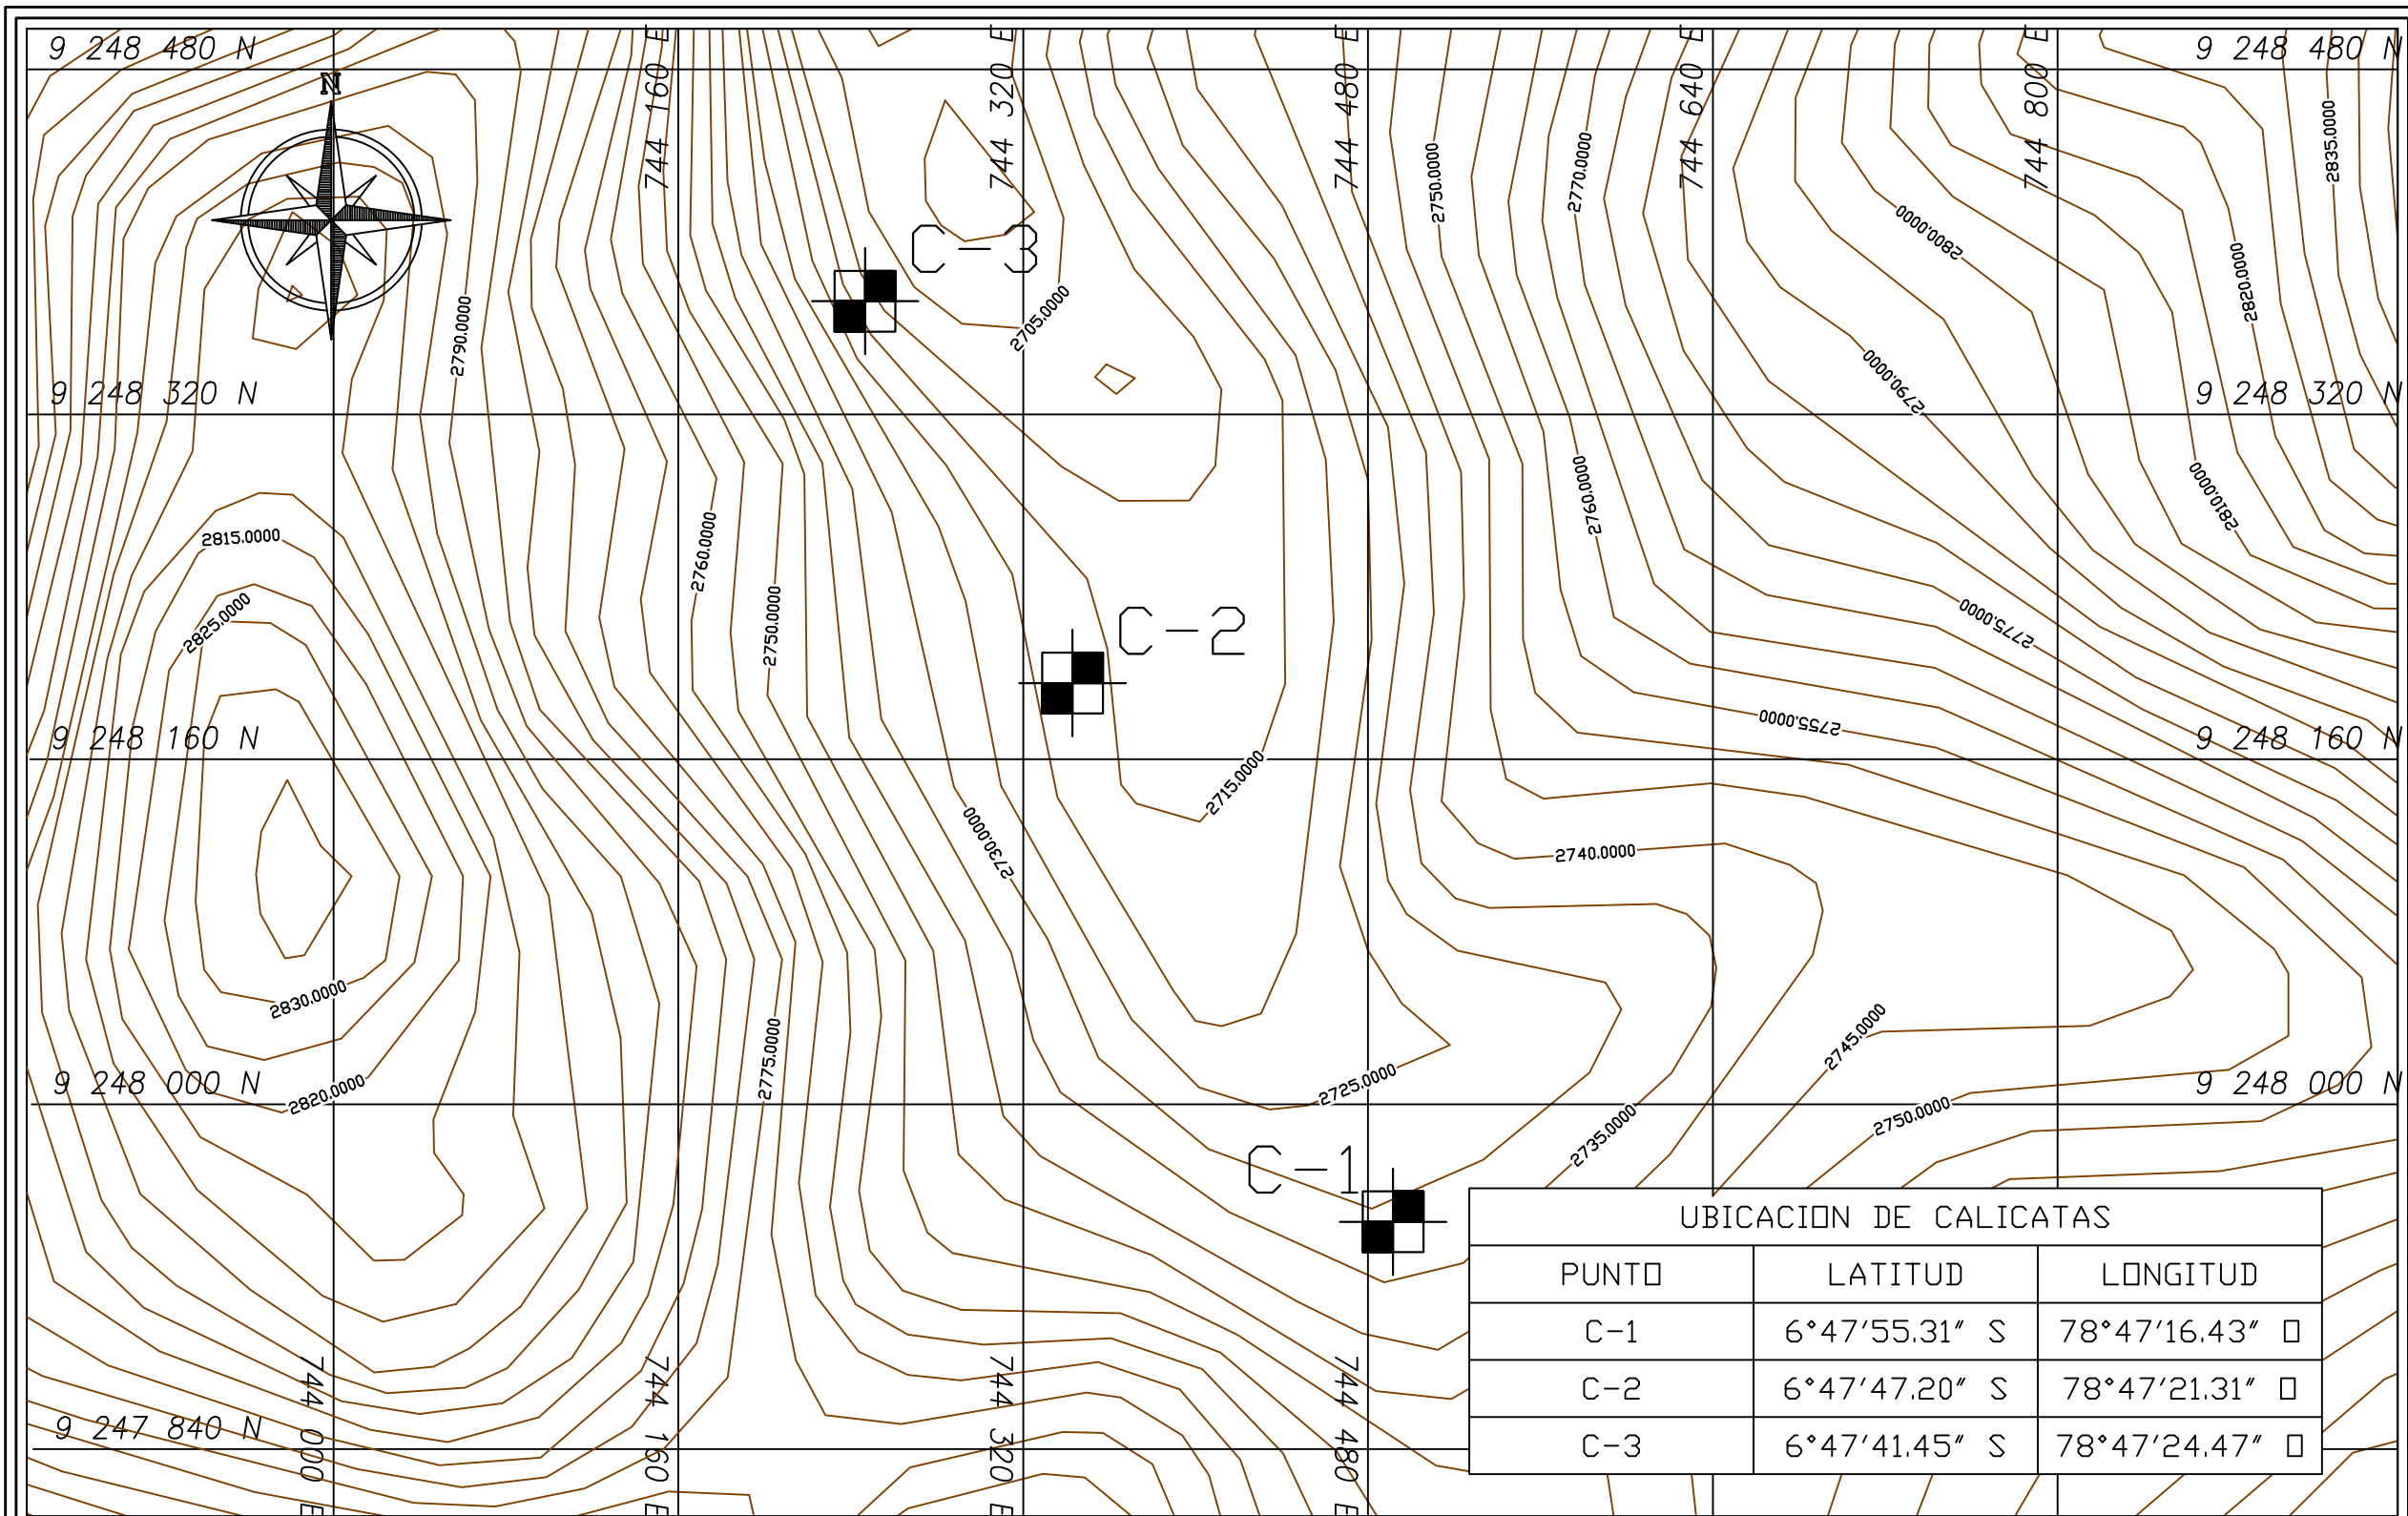 9 248 480 N
744 160 E
744 320 E
744 480 E
744 640 E
744 800 E
9 248 480 N
N
2835.0000
2750.0000
2770.0000
2800.0000
C-3
2820.0000
2790.0000
2705.0000
9 248 320 N
2790.0000
9 248 320 N
2815.0000
2760.0000
2760.0000
2810.0000
2825.0000
2750.0000
C-2
2775.0000
9 248 160 N
2755.0000
9 248 160 N
2715.0000
2730.0000
2740.0000
2830.0000
2775.0000
2745.0000
9 248 000 N
2820.0000
2725.0000
2735.0000
2750.0000
9 248 000 N
C-1
UBICACION DE CALICATAS
PUNTO LATITUD LONGITUD
C-1 6°47'55.31" S 78°47'16.43" O
C-2 6°47'47.20" S 78°47'21.31" O
C-3 6°47'41.45" S 78°47'24.47" O
9 247 840 N
744 000 E
744 160 E
744 320 E
744 480 E